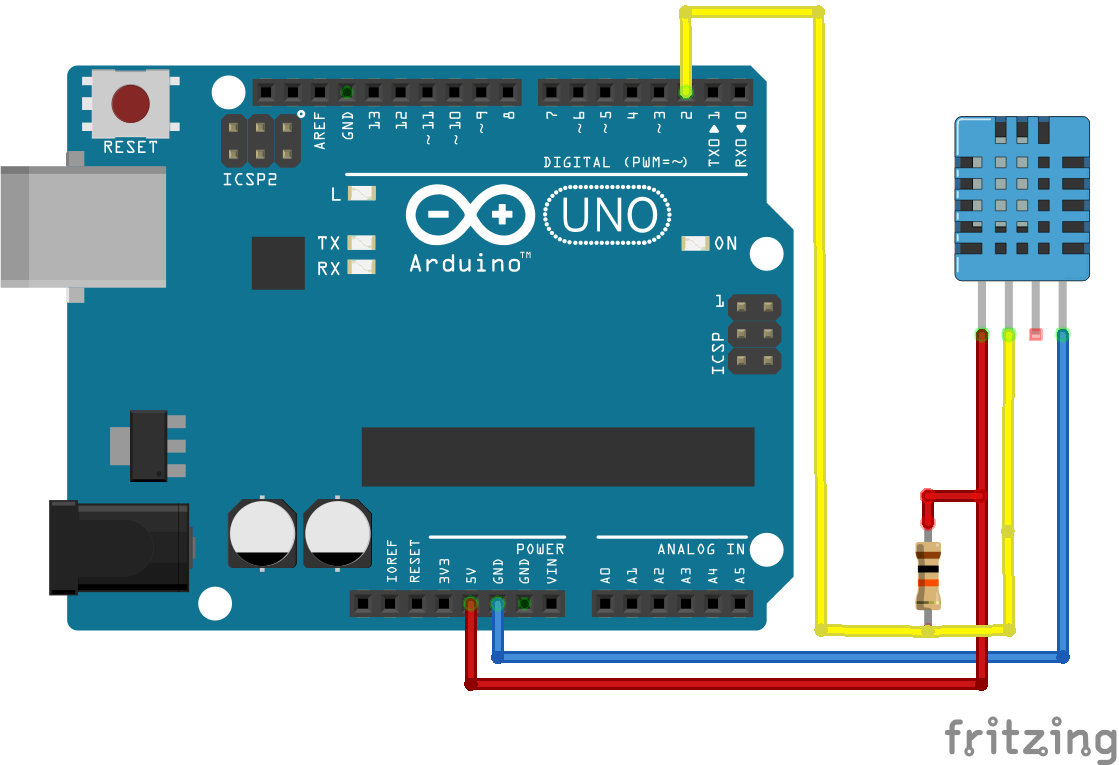 RESET
ICSP2
AREF
GND
13
12
~11
~10
~9
8
7
~6
~5
4
~3
2
TX0▶1
RX0◀0
DIGITAL (PWM=~)
L
TX
RX
UNO
Arduino™
ON
1
ICSP
POWER
ANALOG IN
IOREF
RESET
3V3
5V
GND
GND
VIN
A0
A1
A2
A3
A4
A5
fritzing